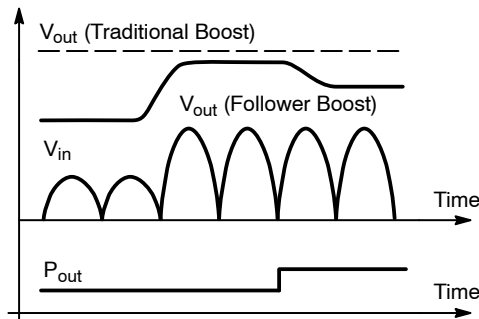 Vout (Traditional Boost)
Vout (Follower Boost)
Vin
Time
Pout
Time